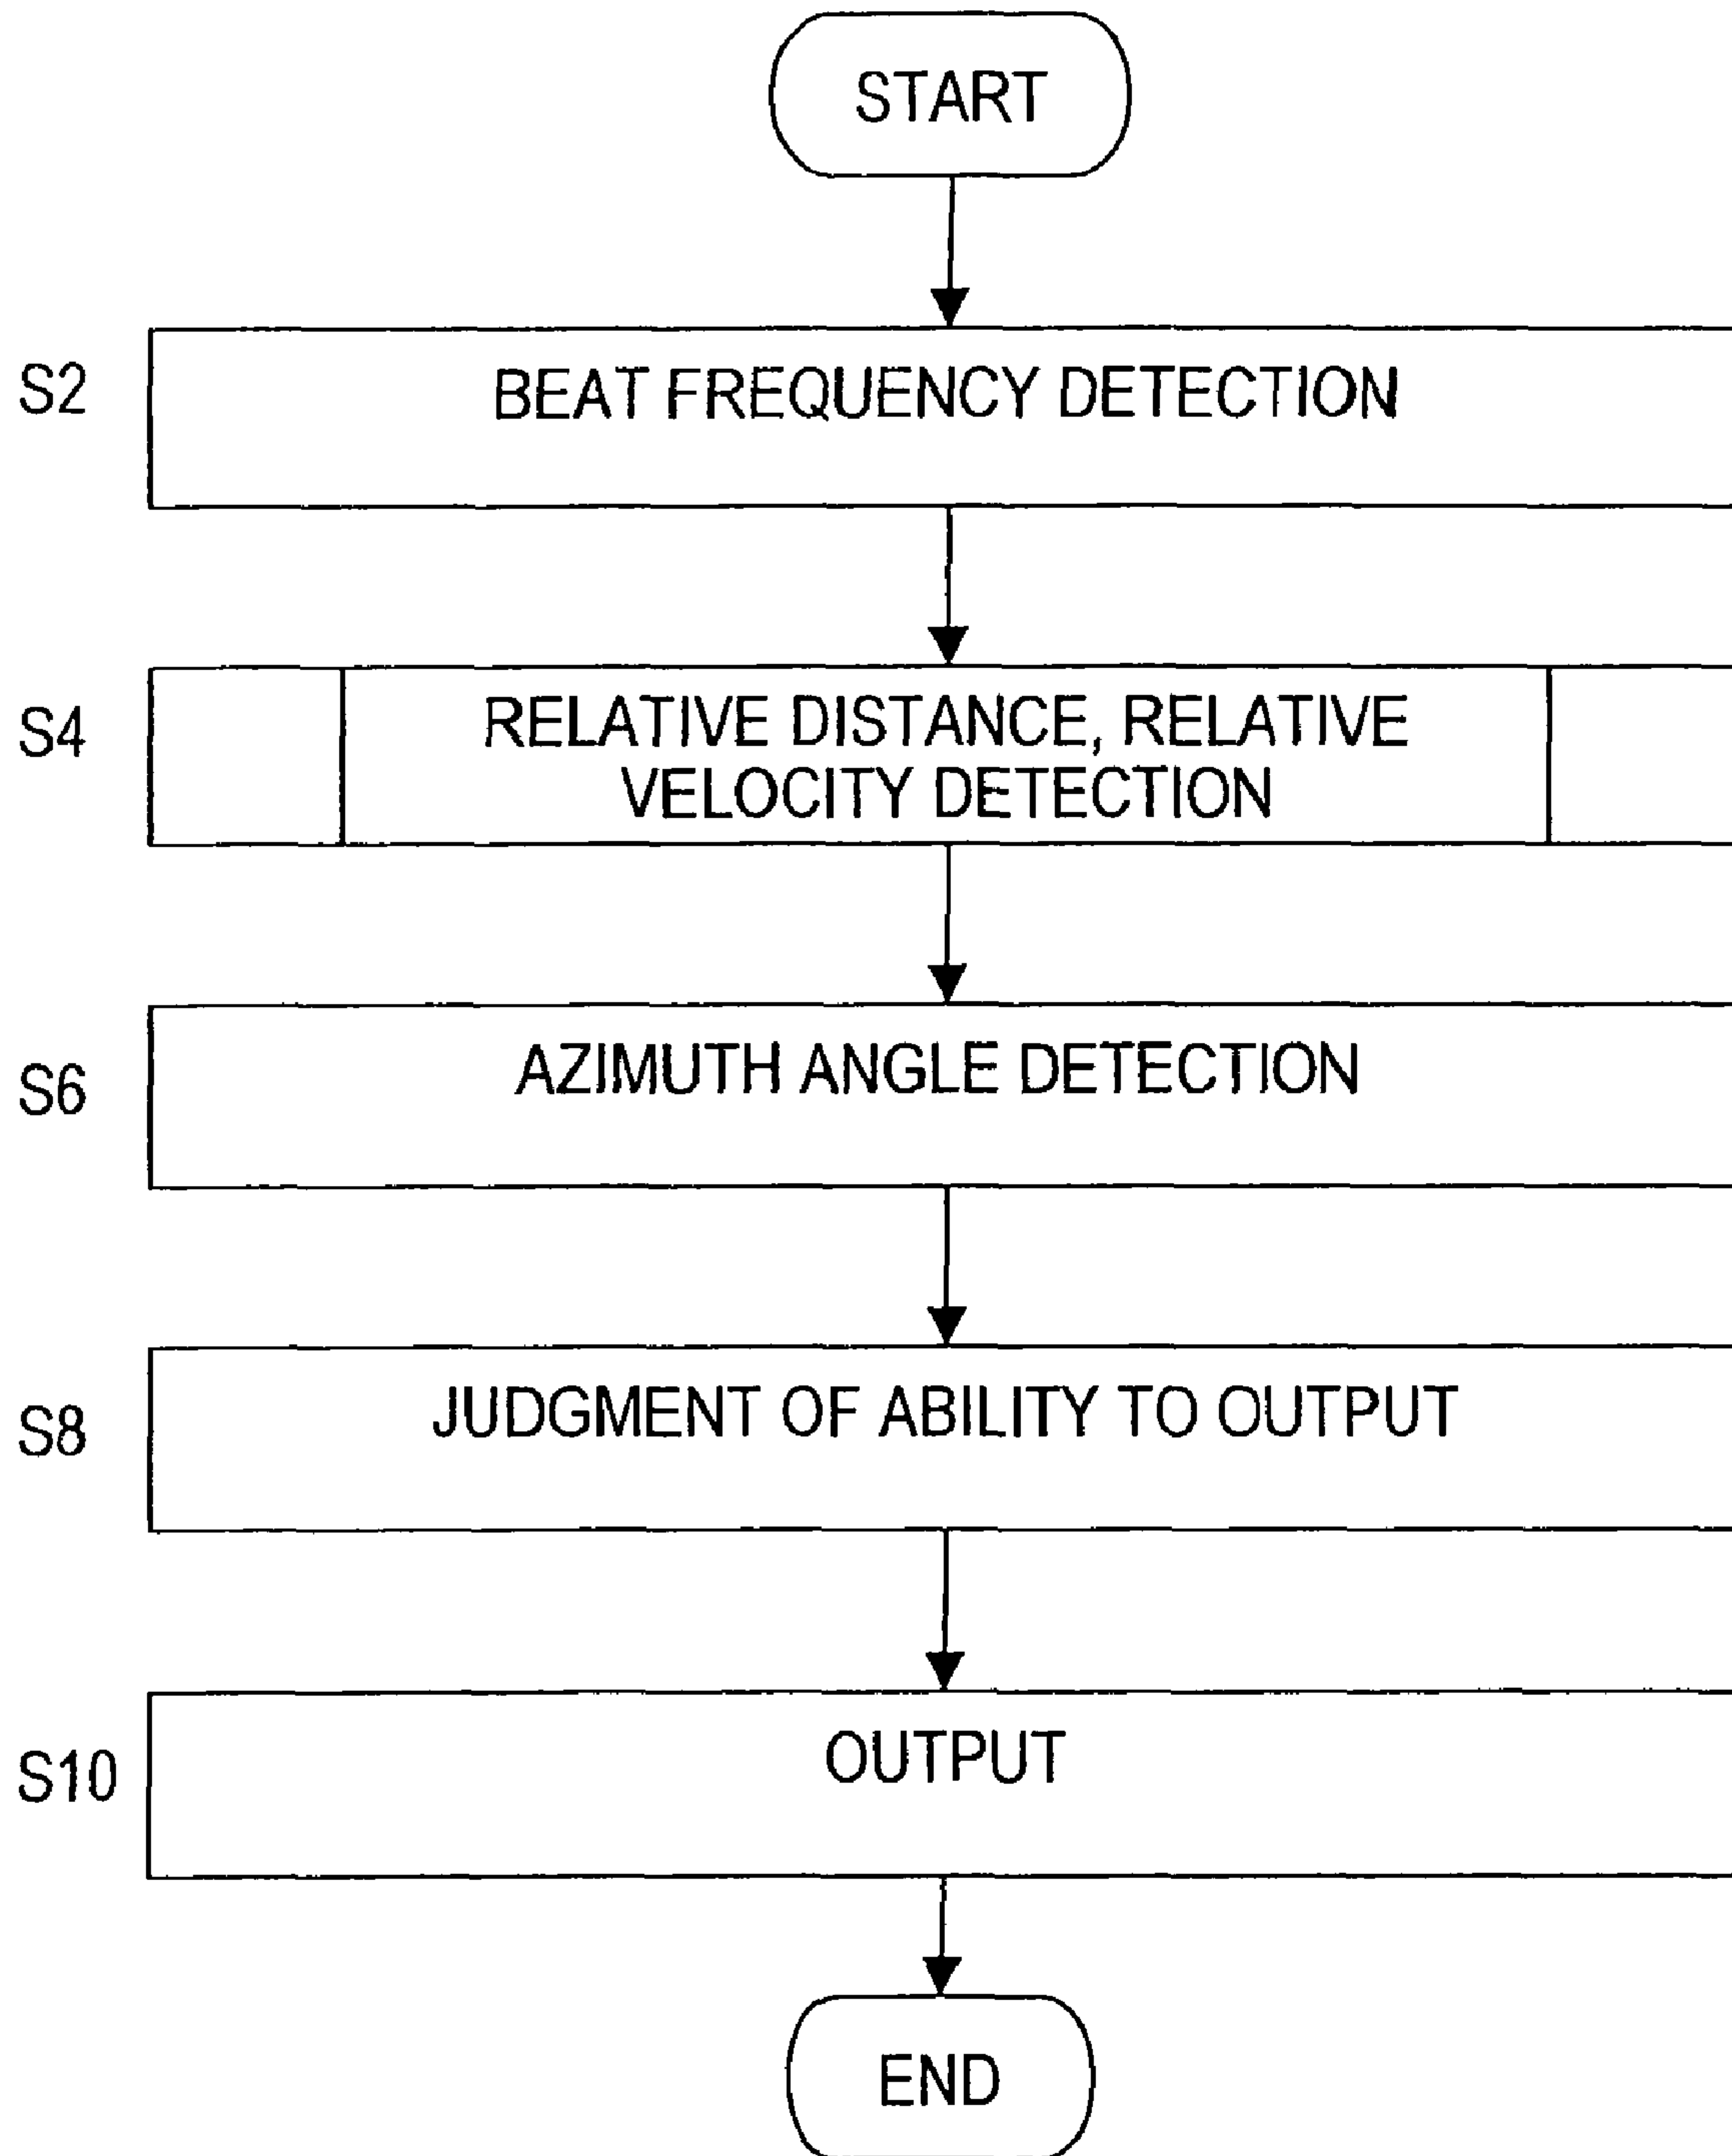 START
S2
BEAT FREQUENCY DETECTION
S4
RELATIVE DISTANCE, RELATIVE
VELOCITY DETECTION
S6
AZIMUTH ANGLE DETECTION
S8
JUDGMENT OF ABILITY TO OUTPUT
S10
OUTPUT
END